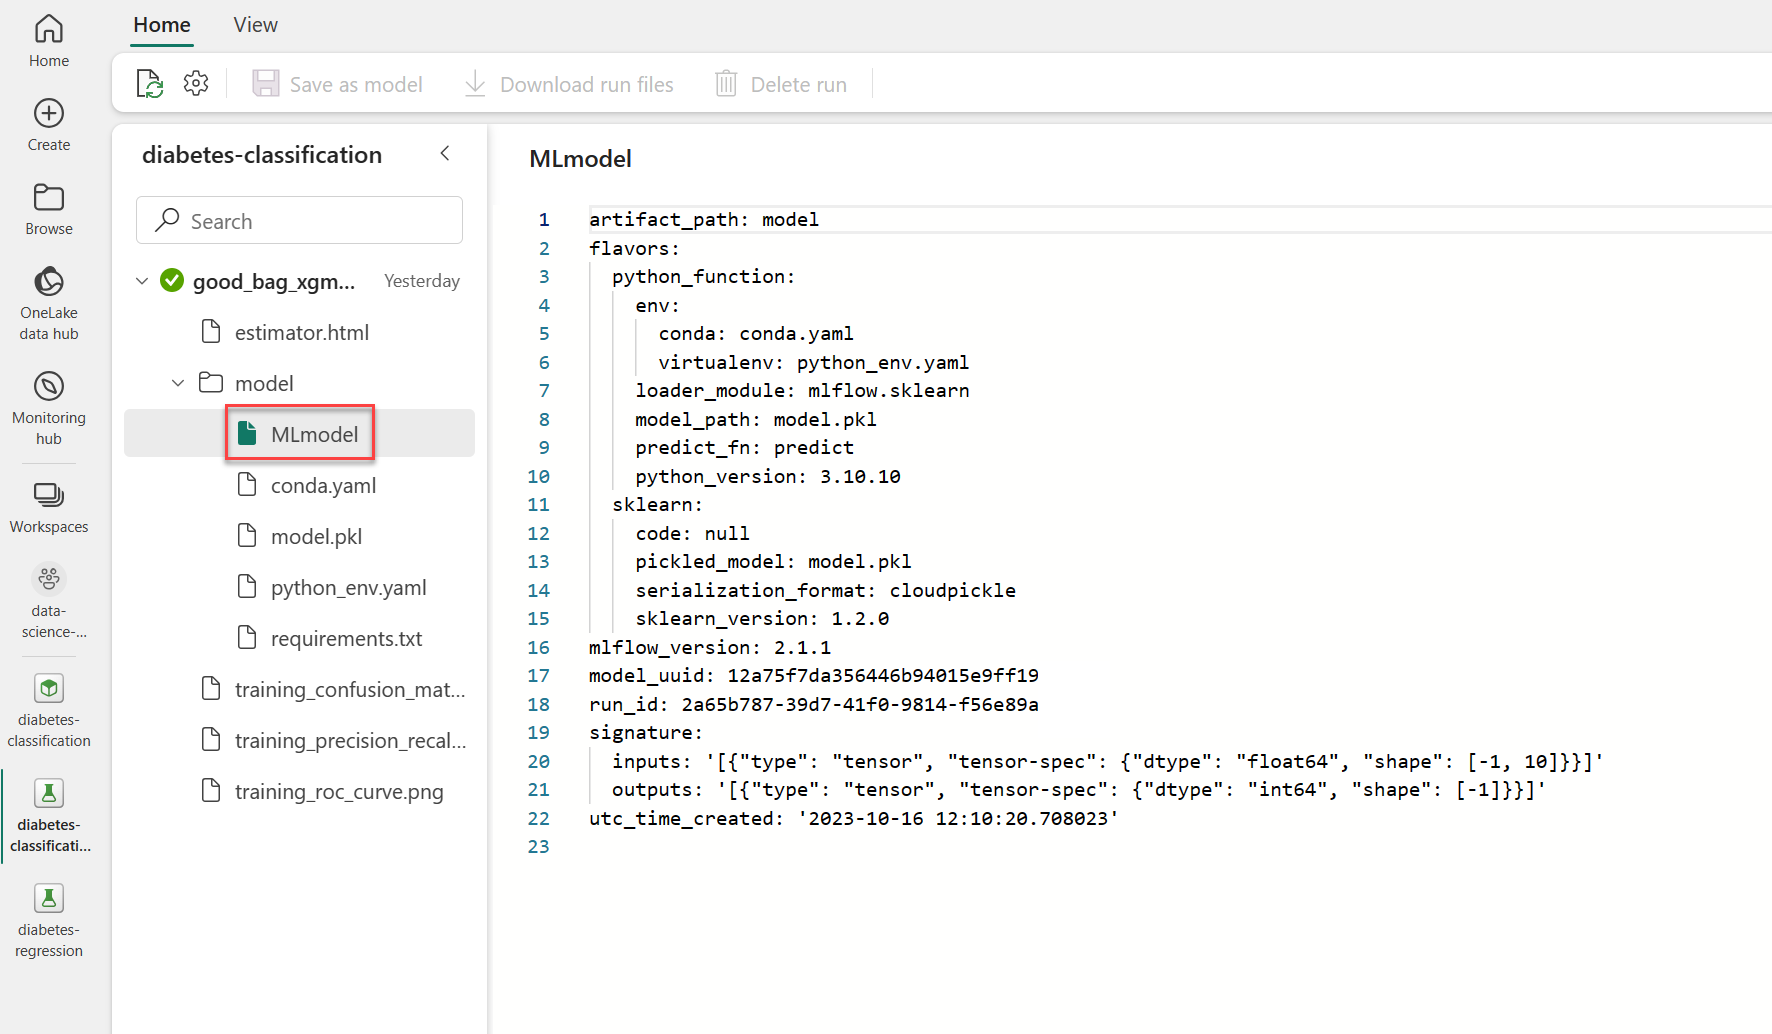 Home
Create
Browse
OneLake
data hub
Monitoring
hub
Workspaces
data-
science-...
diabetes-
classification
diabetes-
classificati...
diabetes-
regression
Home View
Save as model Download run files Delete run
diabetes-classification
Search
good_bag_xgm... Yesterday
estimator.html
model
MLmodel
conda.yaml
model.pkl
python_env.yaml
requirements.txt
training_confusion_mat...
training_precision_recal...
training_roc_curve.png
MLmodel
1 artifact_path: model
2 flavors:
3 python_function:
4 env:
5 conda: conda.yaml
6 virtualenv: python_env.yaml
7 loader_module: mlflow.sklearn
8 model_path: model.pkl
9 predict_fn: predict
10 python_version: 3.10.10
11 sklearn:
12 code: null
13 pickled_model: model.pkl
14 serialization_format: cloudpickle
15 sklearn_version: 1.2.0
16 mlflow_version: 2.1.1
17 model_uuid: 12a75f7da356446b94015e9ff19
18 run_id: 2a65b787-39d7-41f0-9814-f56e89a
19 signature:
20 inputs: '[{"type": "tensor", "tensor-spec": {"dtype": "float64", "shape": [-1, 10]}}]'
21 outputs: '[{"type": "tensor", "tensor-spec": {"dtype": "int64", "shape": [-1]}}]'
22 utc_time_created: '2023-10-16 12:10:20.708023'
23